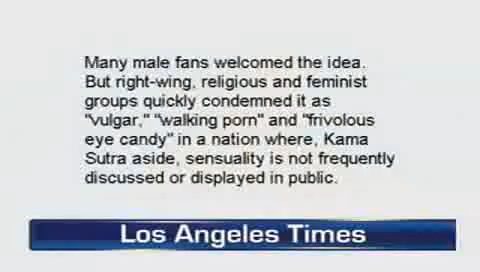 Many male fans welcomed the idea.
But right-wing, religious and feminist
groups quickly condemned it as
"vulgar," "walking porn" and "frivolous
eye candy" in a nation where, Kama
Sutra aside, sensuality is not frequently
discussed or displayed in public.
Los Angeles Times